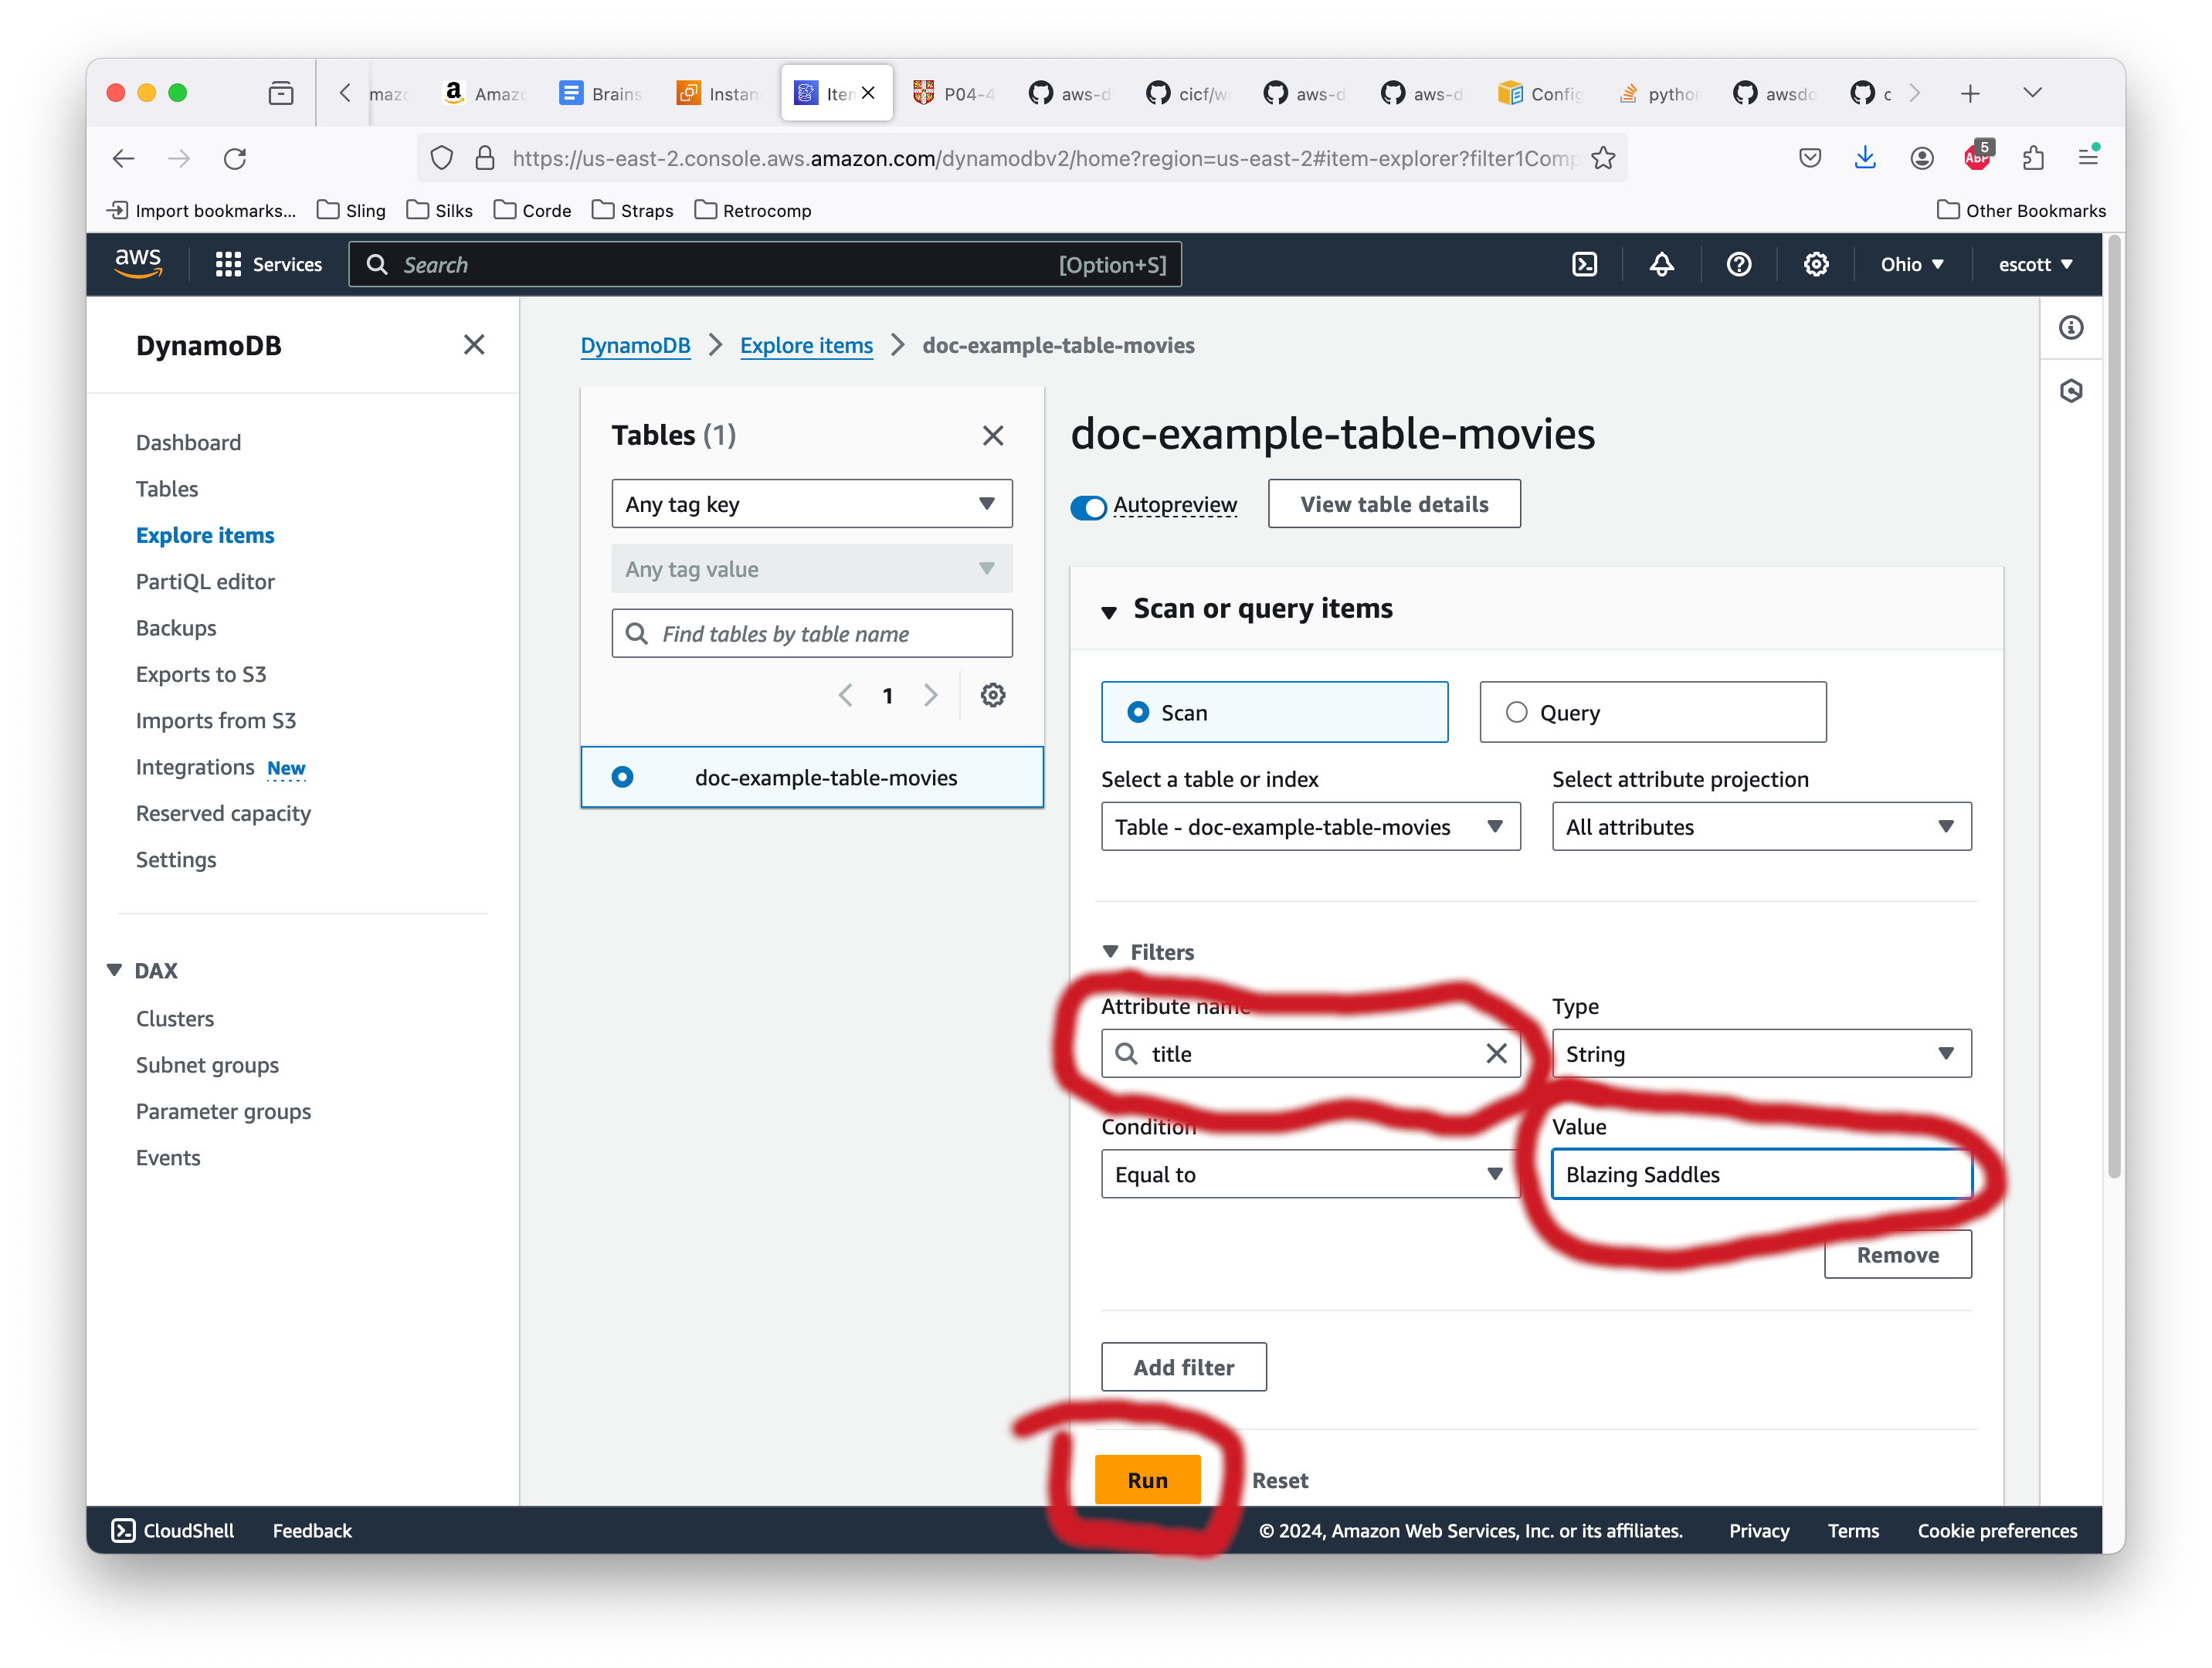 mazo
Amazo
Brains
Instan
Item
P04-4
aws-d
cicf/w
aws-d
aws-d
Config
python
awsdo
c
https://us-east-2.console.aws.amazon.com/dynamodbv2/home?region=us-east-2#item-explorer?filter1Comp
5
ABP
Import bookmarks...
Sling
Silks
Corde
Straps
Retrocomp
Other Bookmarks
aws
Services
Search
[Option+S]
Ohio
escott
DynamoDB
Dashboard
Tables
Explore items
PartiQL editor
Backups
Exports to S3
Imports from S3
Integrations New
Reserved capacity
Settings
DAX
Clusters
Subnet groups
Parameter groups
Events
DynamoDB
Explore items
doc-example-table-movies
Tables (1)
Any tag key
Any tag value
Find tables by table name
1
doc-example-table-movies
doc-example-table-movies
Autopreview
View table details
Scan or query items
Scan
Query
Select a table or index
Select attribute projection
Table - doc-example-table-movies
All attributes
Filters
Attribute name
Type
title
String
Condition
Value
Equal to
Blazing Saddles
Remove
Add filter
Run
Reset
CloudShell
Feedback
© 2024, Amazon Web Services, Inc. or its affiliates.
Privacy
Terms
Cookie preferences